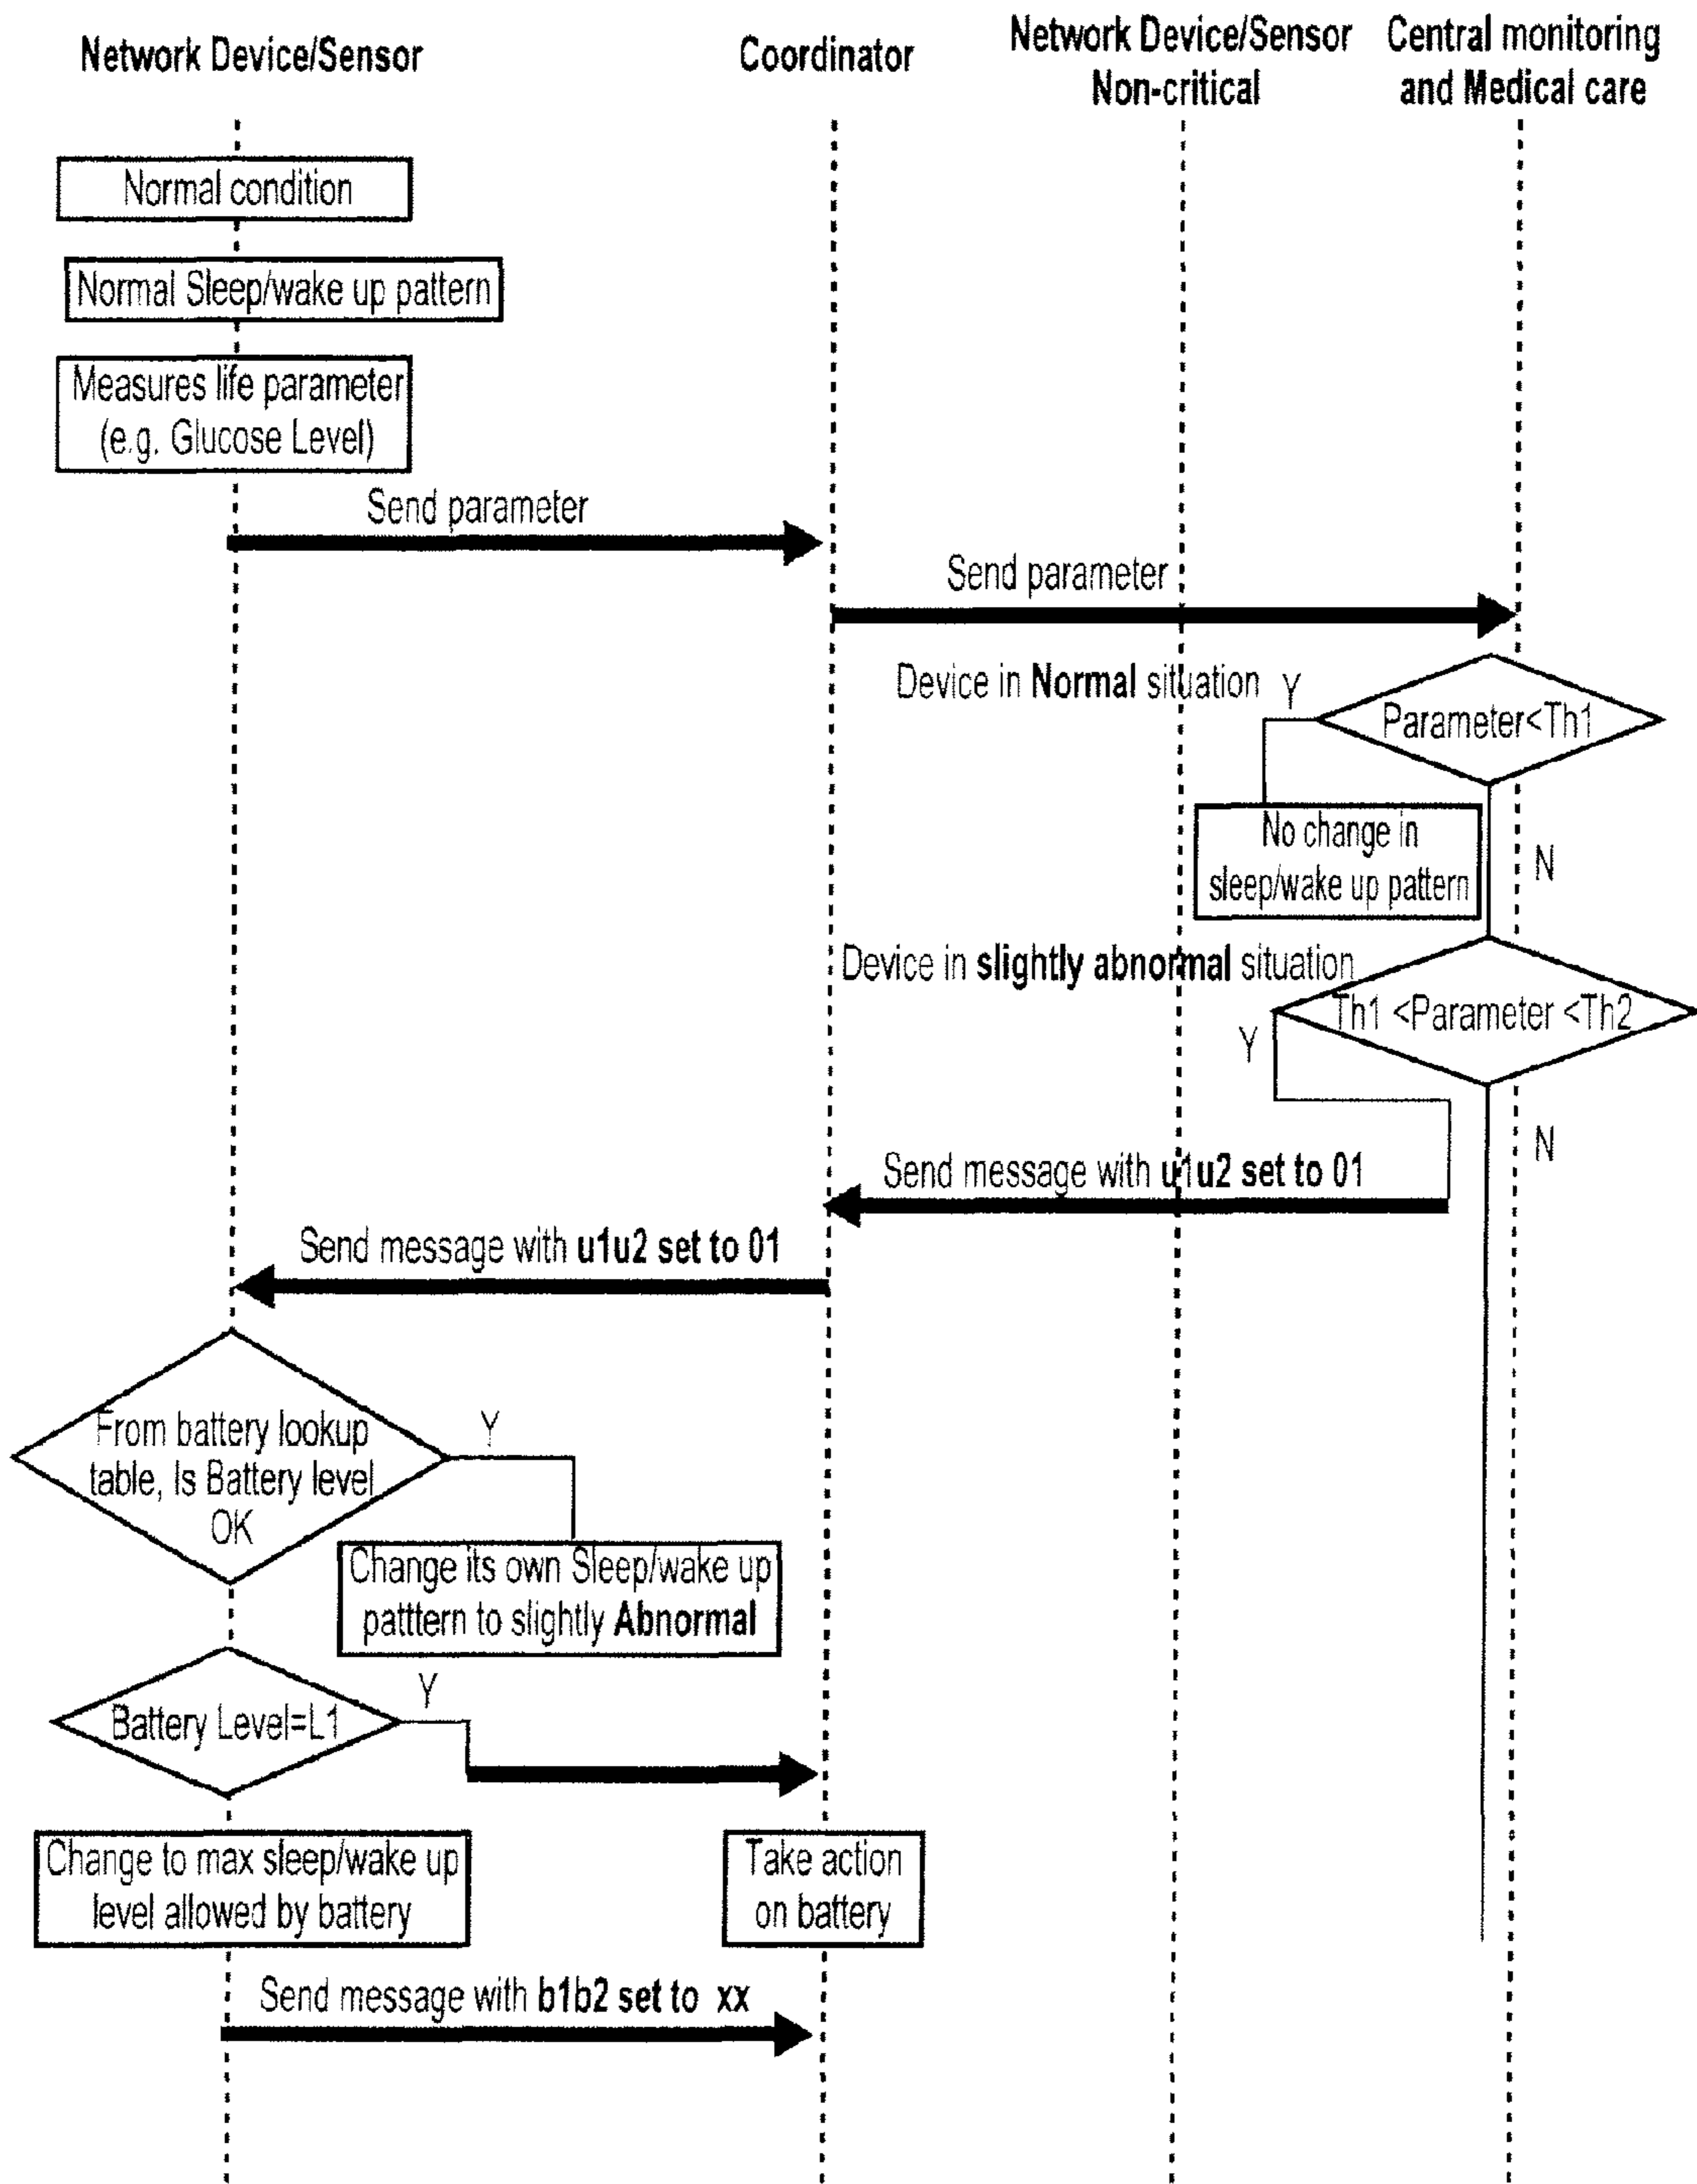 Network Device/Sensor
Coordinator
Network Device/Sensor
Non-critical
Central monitoring
and Medical care
Normal condition
Normal Sleep/wake up pattern
Measures life parameter
(e.g. Glucose Level)
Send parameter
Send parameter
Device in Normal situation
Y
Parameter<Th1
No change in
sleep/wake up pattern
N
Device in slightly abnormal situation
Th1 <Parameter <Th2
Y
N
Send message with u1u2 set to 01
Send message with u1u2 set to 01
From battery lookup
table, Is Battery level
OK
Y
Change its own Sleep/wake up
patttern to slightly Abnormal
Battery Level=L1
Y
Change to max sleep/wake up
level allowed by battery
Take action
on battery
Send message with b1b2 set to xx